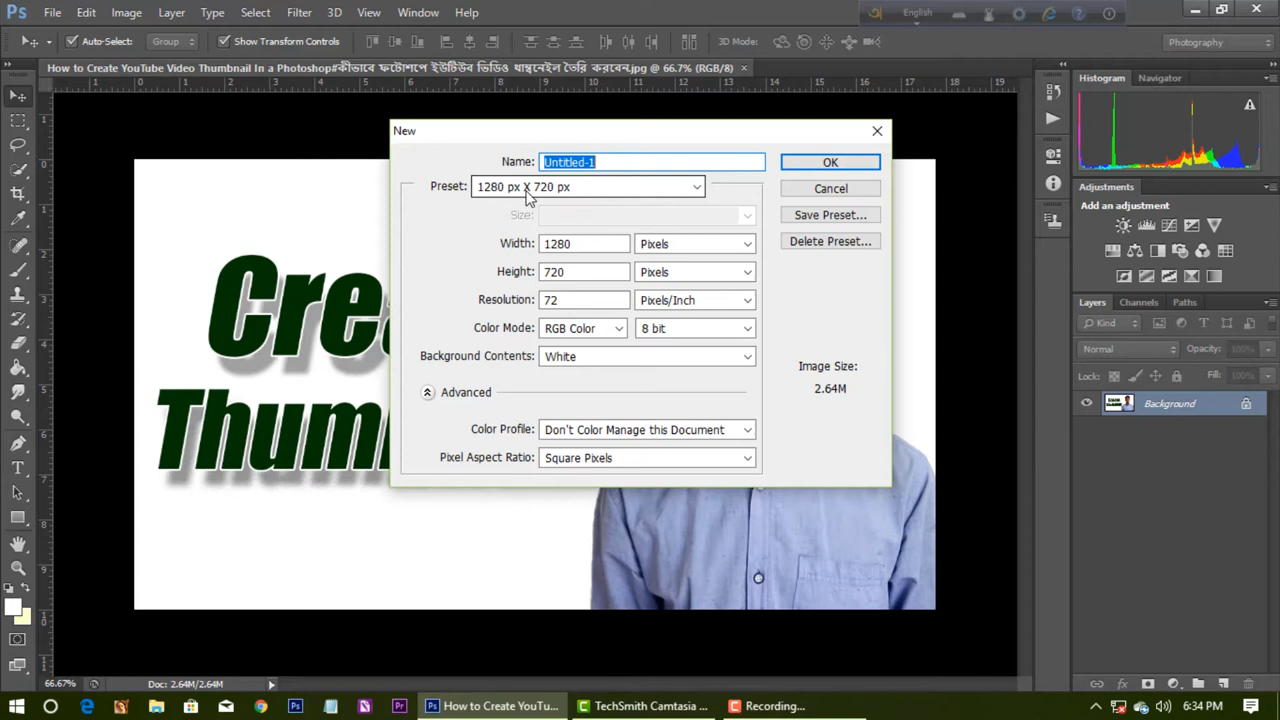 Ps File Edit Image Layer Type Select Filter 3D View Window Help English
Auto-Select: Group Show Transform Controls 3D Mode: Photography
How to Create YouTube Video Thumbnail In a Photoshop#কীভাবে ফটোশপে ইউটিউব ভিডিও থাম্বনেইল তৈরি করবেন.jpg @ 66.7% (RGB/8)
Histogram Navigator
New
Name: Untitled-1 OK
Preset: 1280 px X 720 px Cancel
Size: Save Preset...
Width: 1280 Pixels Delete Preset...
Height: 720 Pixels
Resolution: 72 Pixels/Inch
Color Mode: RGB Color 8 bit
Background Contents: White
Image Size:
2.64M
Advanced
Color Profile: Don't Color Manage this Document
Pixel Aspect Ratio: Square Pixels
Adjustments
Add an adjustment
Layers Channels Paths
Kind
Normal Opacity: 100%
Lock: Fill: 100%
Background
66.67% Doc: 2.64M/2.64M
How to Create YouTu... TechSmith Camtasia ... Recording... 6:34 PM